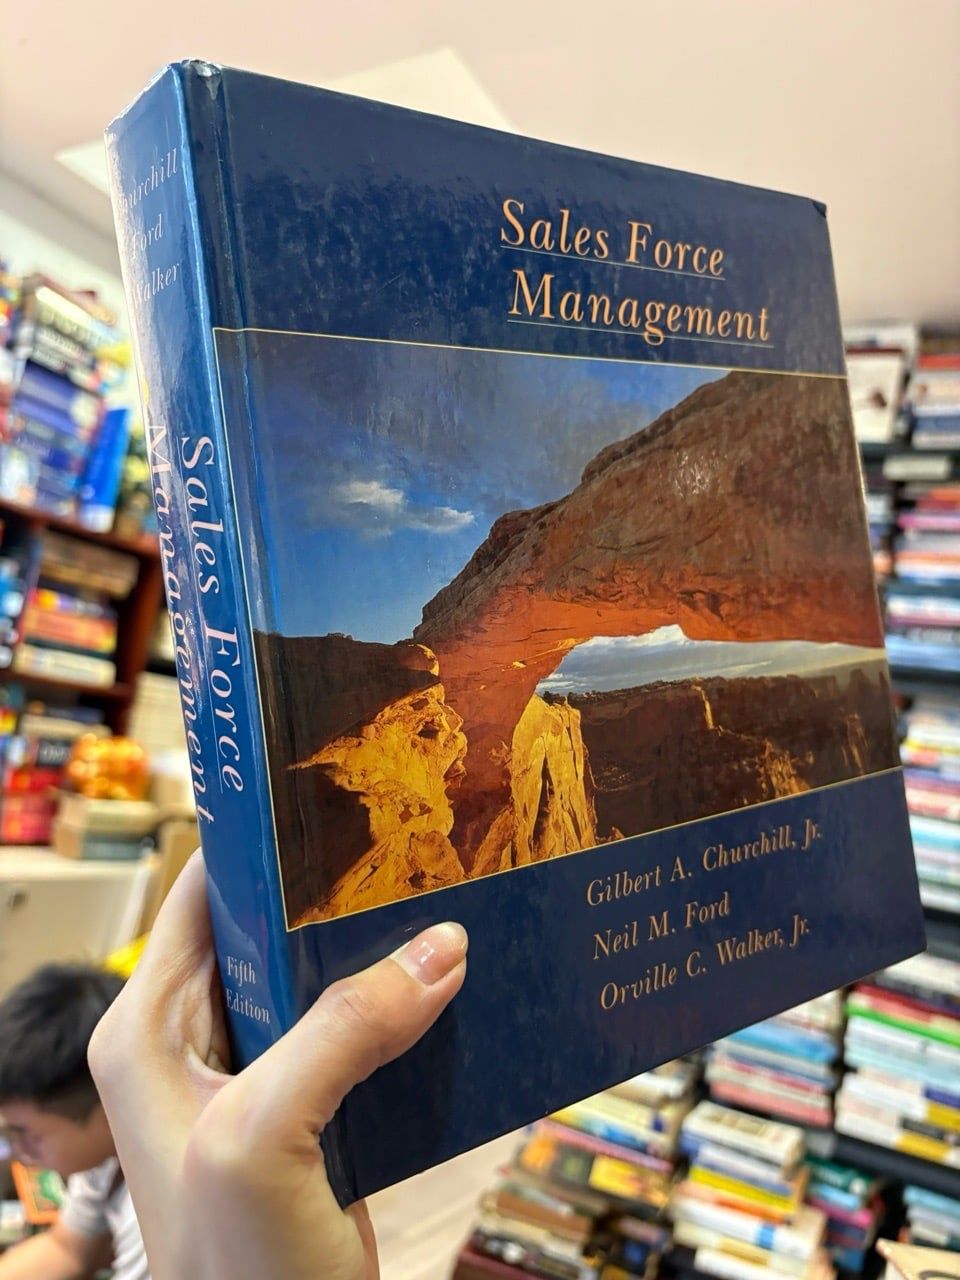 Sales Force
Management
Gilbert A. Churchill, Jr.
Neil M. Ford
Orville C. Walker, Jr.
Churchill
Ford
Walker
Sales Force
Management
Fifth
Edition